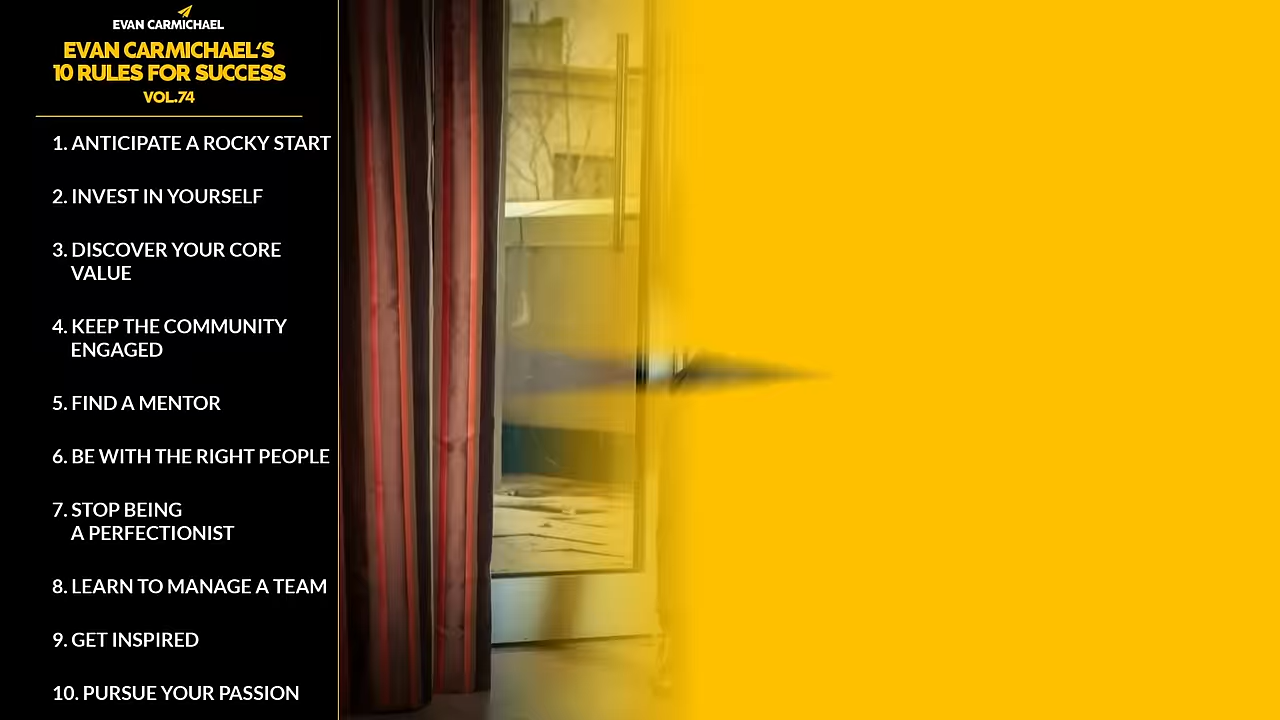 EVAN CARMICHAEL
EVAN CARMICHAEL'S
10 RULES FOR SUCCESS
VOL.74
1. ANTICIPATE A ROCKY START
2. INVEST IN YOURSELF
3. DISCOVER YOUR CORE
VALUE
4. KEEP THE COMMUNITY
ENGAGED
5. FIND A MENTOR
6. BE WITH THE RIGHT PEOPLE
7. STOP BEING
A PERFECTIONIST
8. LEARN TO MANAGE A TEAM
9. GET INSPIRED
10. PURSUE YOUR PASSION